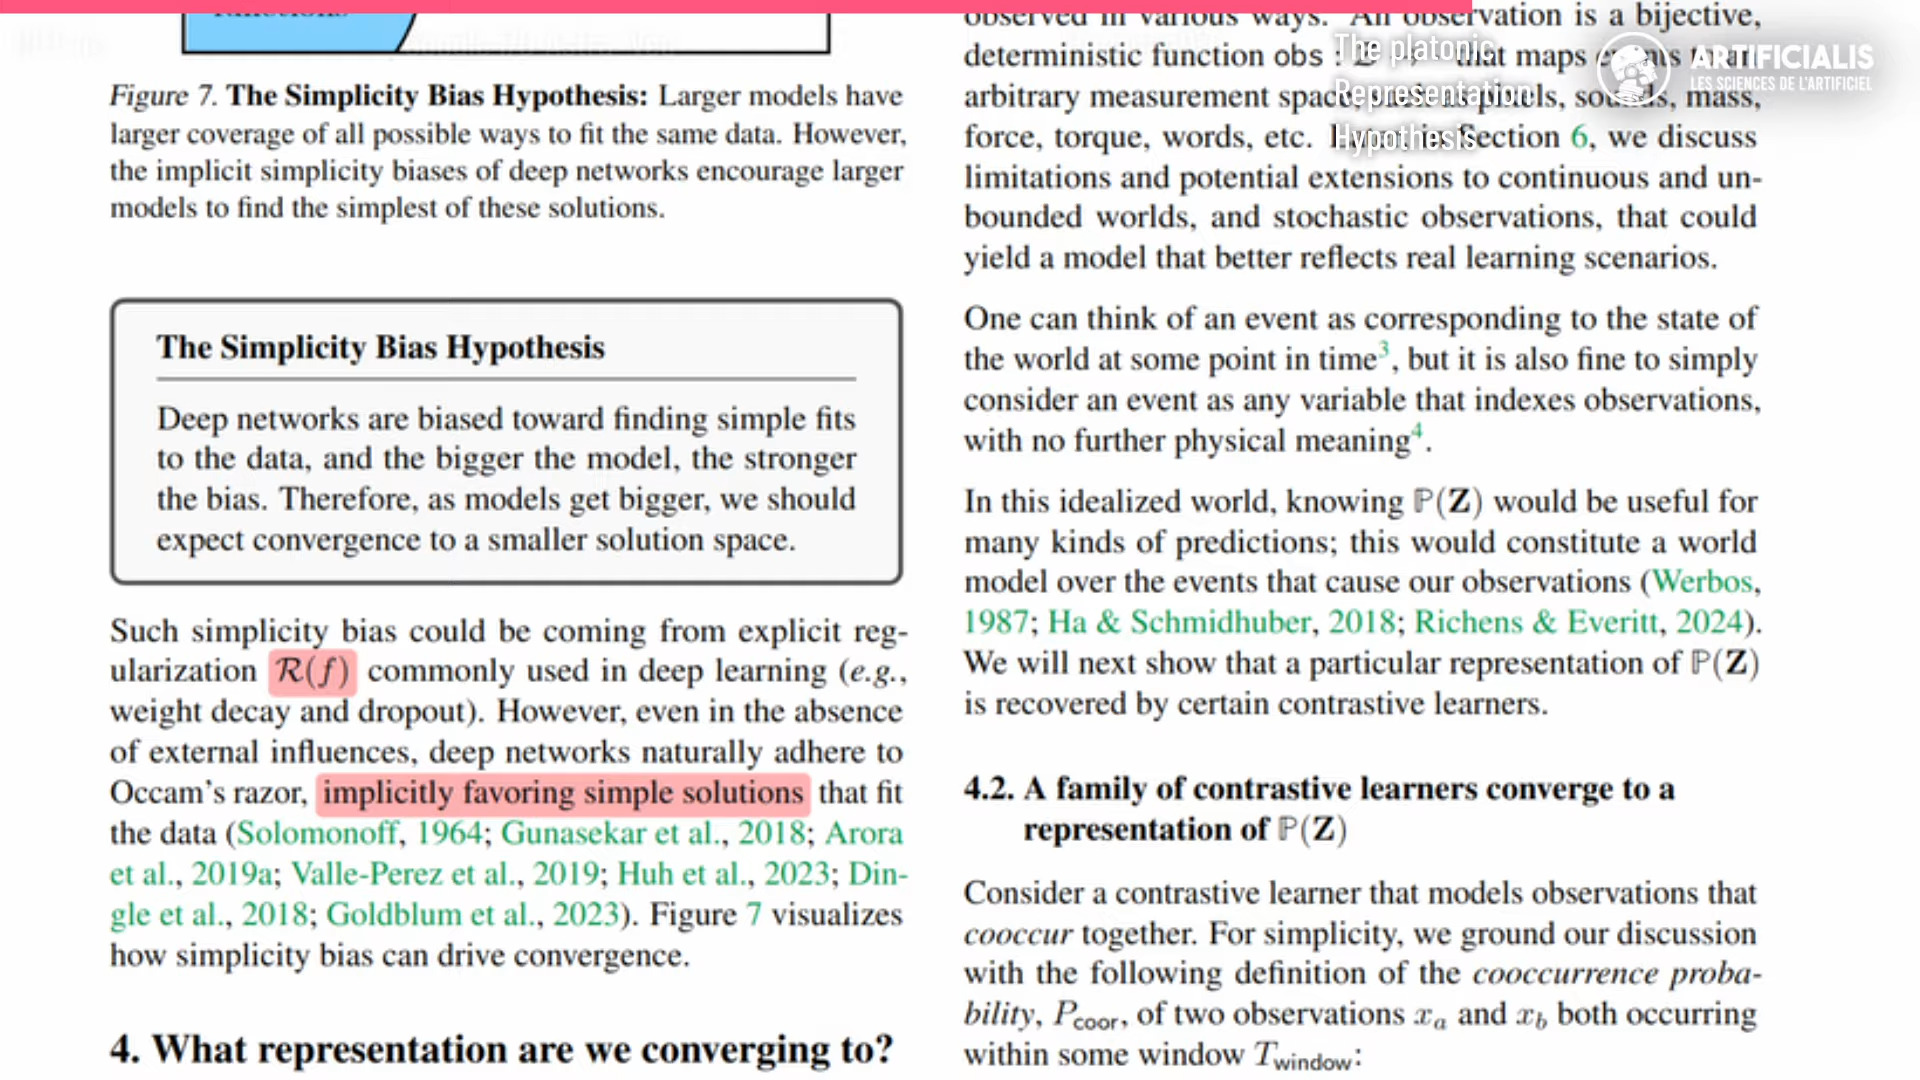 functions
Figure 7. The Simplicity Bias Hypothesis: Larger models have
larger coverage of all possible ways to fit the same data. However,
the implicit simplicity biases of deep networks encourage larger
models to find the simplest of these solutions.
The Simplicity Bias Hypothesis
Deep networks are biased toward finding simple fits
to the data, and the bigger the model, the stronger
the bias. Therefore, as models get bigger, we should
expect convergence to a smaller solution space.
Such simplicity bias could be coming from explicit reg-
ularization R(f) commonly used in deep learning (e.g.,
weight decay and dropout). However, even in the absence
of external influences, deep networks naturally adhere to
Occam's razor, implicitly favoring simple solutions that fit
the data (Solomonoff, 1964; Gunasekar et al., 2018; Arora
et al., 2019a; Valle-Perez et al., 2019; Huh et al., 2023; Din-
gle et al., 2018; Goldblum et al., 2023). Figure 7 visualizes
how simplicity bias can drive convergence.
4. What representation are we converging to?
observed in various ways. An observation is a bijective,
deterministic function obs : that maps events to an
arbitrary measurement space, such as pixels, sounds, mass,
force, torque, words, etc. Section 6, we discuss
limitations and potential extensions to continuous and un-
bounded worlds, and stochastic observations, that could
yield a model that better reflects real learning scenarios.
One can think of an event as corresponding to the state of
the world at some point in time³, but it is also fine to simply
consider an event as any variable that indexes observations,
with no further physical meaning⁴.
In this idealized world, knowing ℙ(Z) would be useful for
many kinds of predictions; this would constitute a world
model over the events that cause our observations (Werbos,
1987; Ha & Schmidhuber, 2018; Richens & Everitt, 2024).
We will next show that a particular representation of ℙ(Z)
is recovered by certain contrastive learners.
4.2. A family of contrastive learners converge to a
representation of ℙ(Z)
Consider a contrastive learner that models observations that
cooccur together. For simplicity, we ground our discussion
with the following definition of the cooccurrence proba-
bility, P_coor, of two observations x_a and x_b both occurring
within some window T_window:
The platonic
Representation
Hypothesis
ARTIFICIALIS
LES SCIENCES DE L'ARTIFICIEL